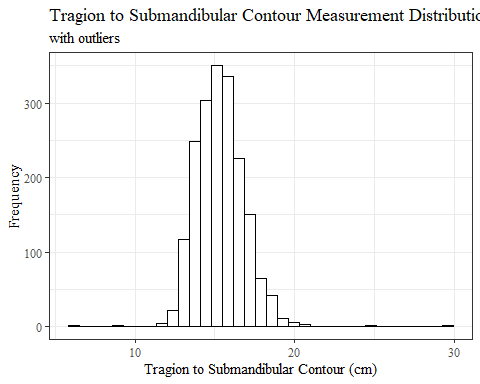 Tragion to Submandibular Contour Measurement Distributio
with outliers
Frequency
300
200
100
0
10
20
30
Tragion to Submandibular Contour (cm)